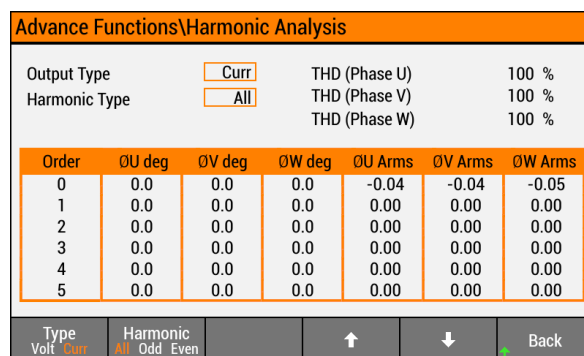 Advance Functions\Harmonic Analysis
Output Type Curr THD (Phase U) 100 %
Harmonic Type All THD (Phase V) 100 %
THD (Phase W) 100 %
Order ØU deg ØV deg ØW deg ØU Arms ØV Arms ØW Arms
0 0.0 0.0 0.0 -0.04 -0.04 -0.05
1 0.0 0.0 0.0 0.00 0.00 0.00
2 0.0 0.0 0.0 0.00 0.00 0.00
3 0.0 0.0 0.0 0.00 0.00 0.00
4 0.0 0.0 0.0 0.00 0.00 0.00
5 0.0 0.0 0.0 0.00 0.00 0.00
Type Harmonic Back
Volt Curr All Odd Even